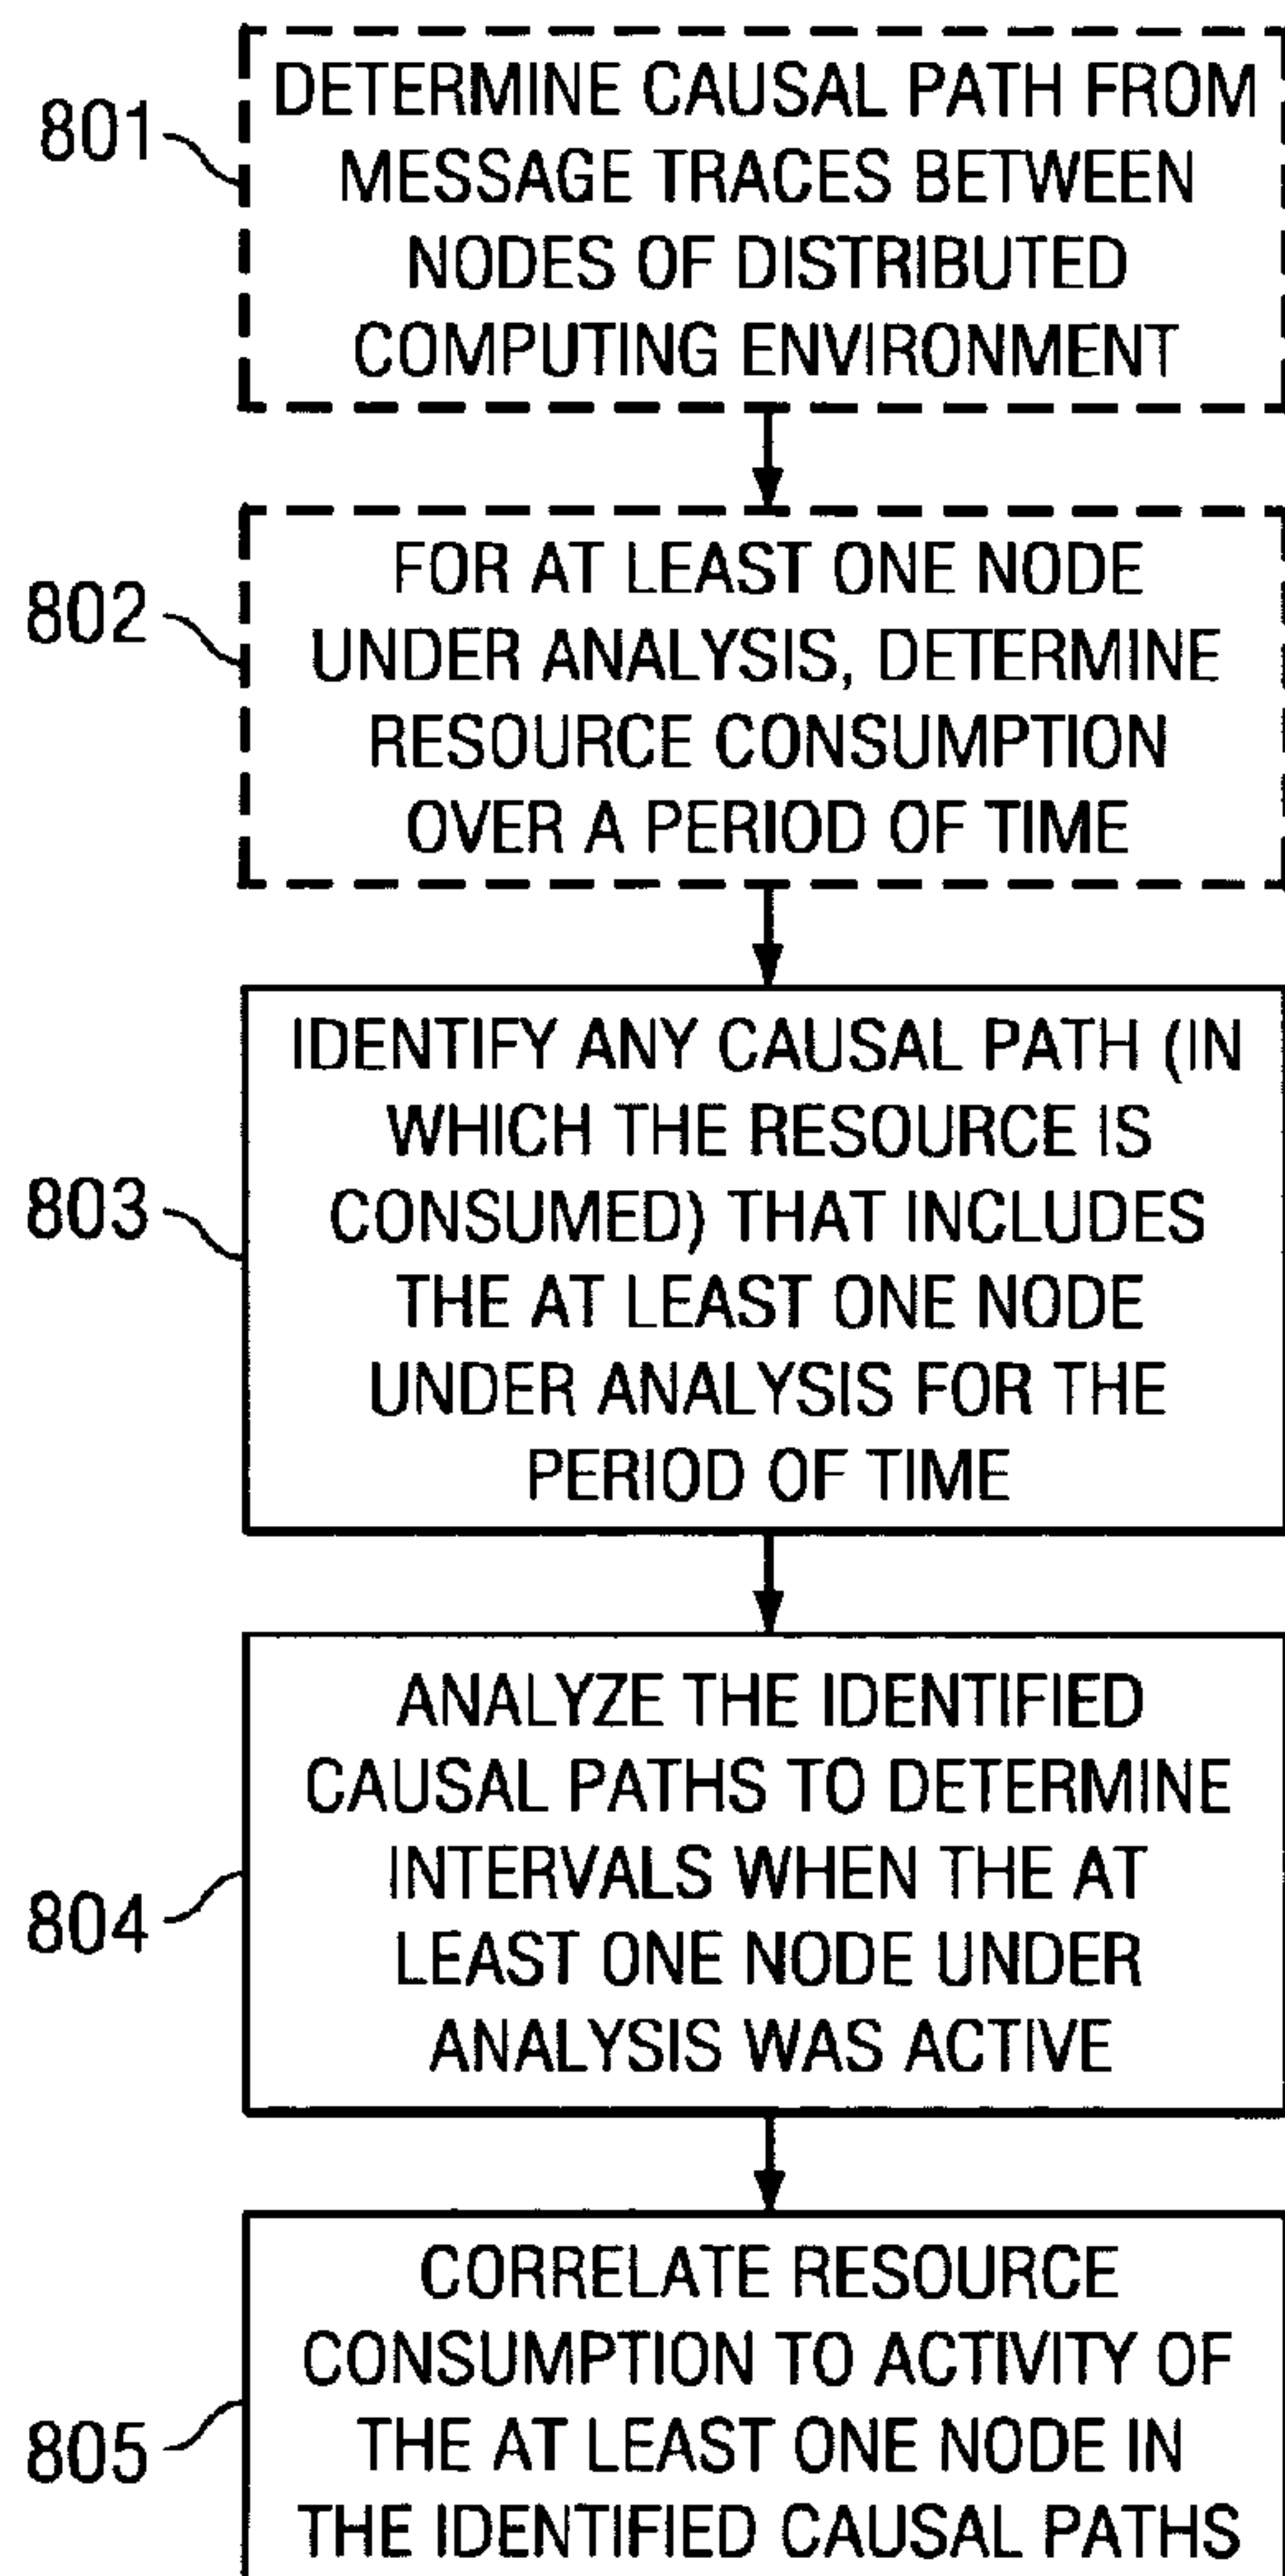 801
DETERMINE CAUSAL PATH FROM
MESSAGE TRACES BETWEEN
NODES OF DISTRIBUTED
COMPUTING ENVIRONMENT
802
FOR AT LEAST ONE NODE
UNDER ANALYSIS, DETERMINE
RESOURCE CONSUMPTION
OVER A PERIOD OF TIME
803
IDENTIFY ANY CAUSAL PATH (IN
WHICH THE RESOURCE IS
CONSUMED) THAT INCLUDES
THE AT LEAST ONE NODE
UNDER ANALYSIS FOR THE
PERIOD OF TIME
804
ANALYZE THE IDENTIFIED
CAUSAL PATHS TO DETERMINE
INTERVALS WHEN THE AT
LEAST ONE NODE UNDER
ANALYSIS WAS ACTIVE
805
CORRELATE RESOURCE
CONSUMPTION TO ACTIVITY OF
THE AT LEAST ONE NODE IN
THE IDENTIFIED CAUSAL PATHS